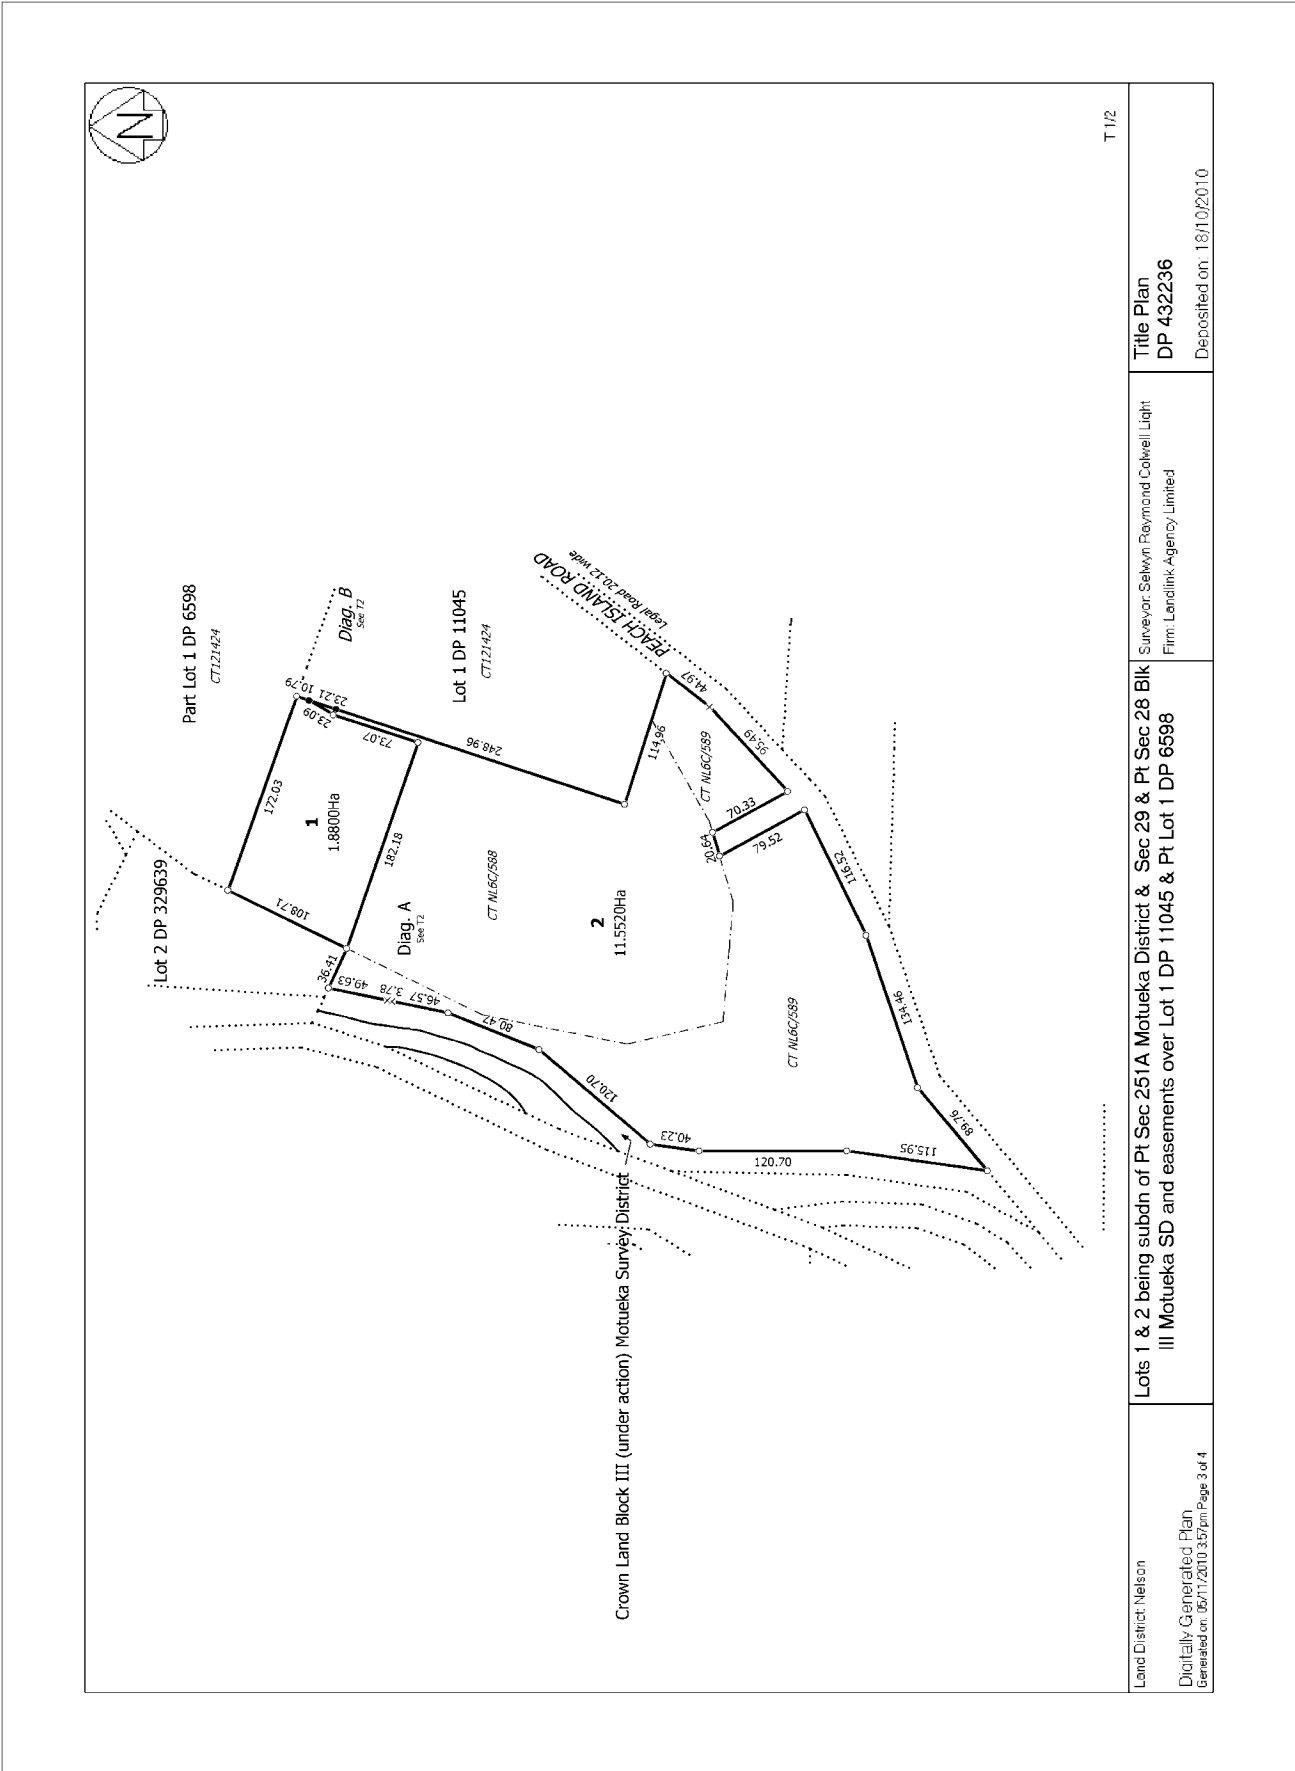 N
Part Lot 1 DP 6598
CT121424
Lot 2 DP 329639
Diag. B
See T2
Lot 1 DP 11045
CT121424
PEACH ISLAND ROAD
Legal Road 20.12 wide
1
1.8800Ha
172.03
10.79
23.21
23.09
73.07
248.96
182.18
108.71
36.41
49.63
3.78
46.57
80.47
120.70
40.23
120.70
115.95
89.76
134.46
116.52
79.52
20.64
70.33
95.49
44.97
114.96
Diag. A
See T2
CT NL6C/588
2
11.5520Ha
CT NL6C/589
CT NL6C/589
Crown Land Block III (under action) Motueka Survey District
T 1/2
Land District: Nelson
Digitally Generated Plan
Generated on: 05/11/2010 3:57pm Page 3 of 4
Lots 1 & 2 being subdn of Pt Sec 251A Motueka District & Sec 29 & Pt Sec 28 Blk
III Motueka SD and easements over Lot 1 DP 11045 & Pt Lot 1 DP 6598
Surveyor: Selwyn Raymond Colwell Light
Firm: Landlink Agency Limited
Title Plan
DP 432236
Deposited on: 18/10/2010